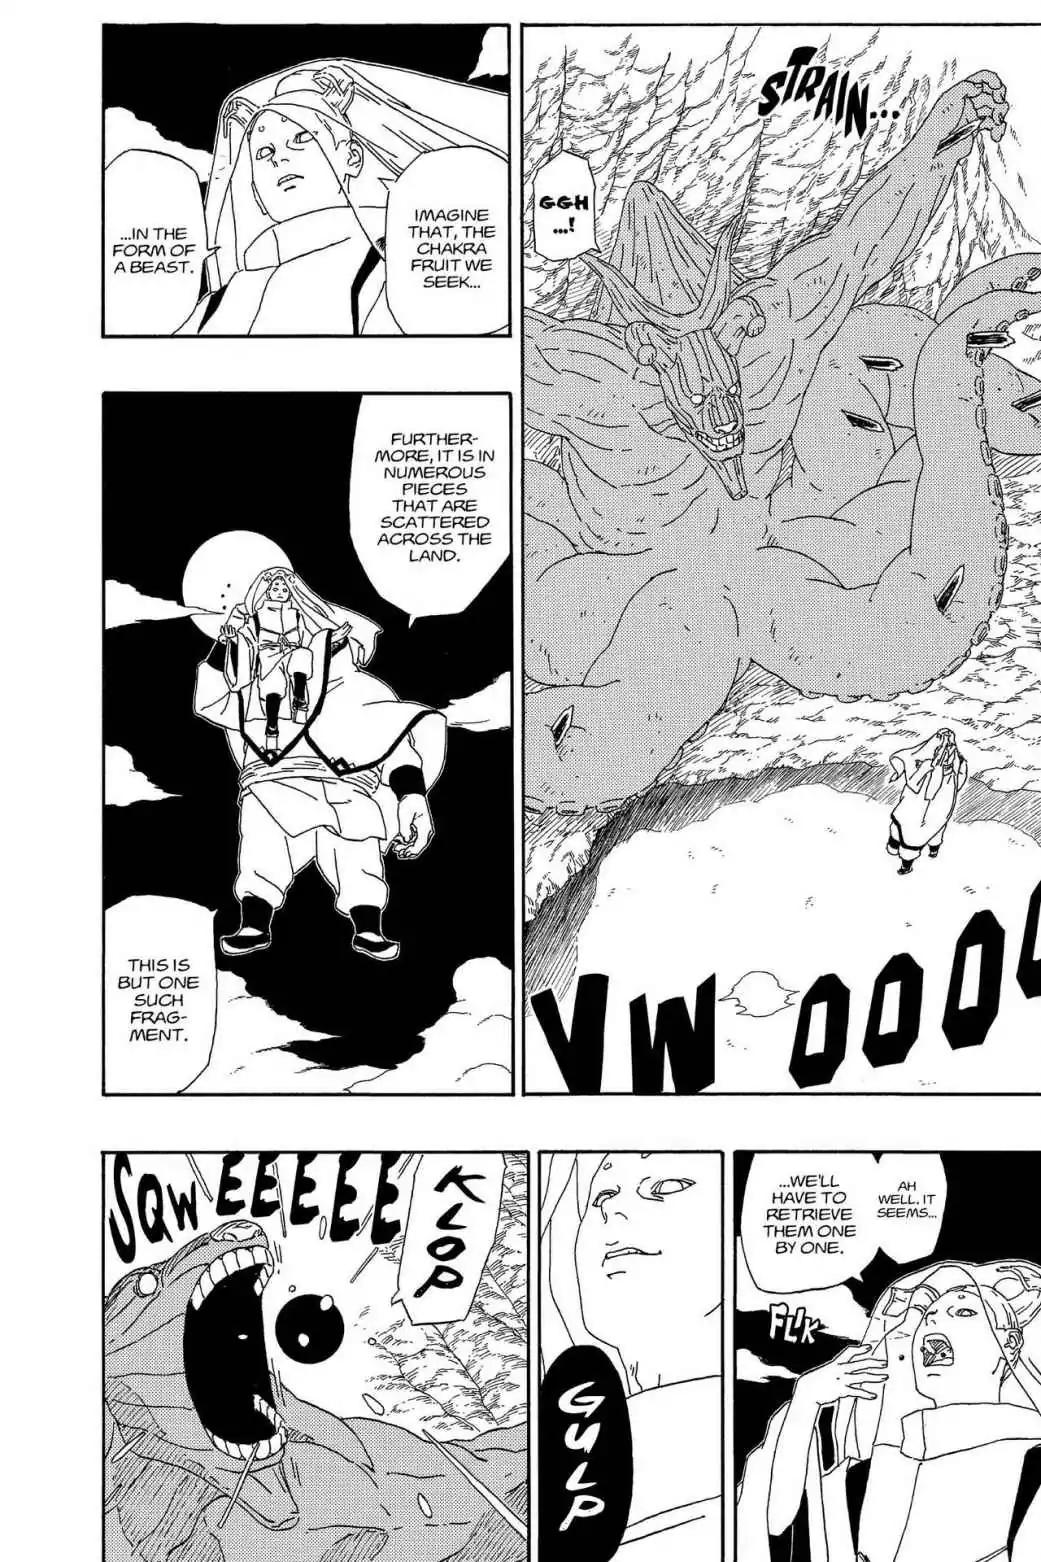 STRAIN...
GGH
...!
VWOOOO
IMAGINE
THAT, THE
CHAKRA
FRUIT WE
SEEK...
...IN THE
FORM OF
A BEAST.
FURTHER-
MORE, IT IS IN
NUMEROUS
PIECES
THAT ARE
SCATTERED
ACROSS THE
LAND.
THIS IS
BUT ONE
SUCH
FRAG-
MENT.
AH
WELL. IT
SEEMS...
...WE'LL
HAVE TO
RETRIEVE
THEM ONE
BY ONE.
FLIK
GULP
KLOP
SQWEEEEE